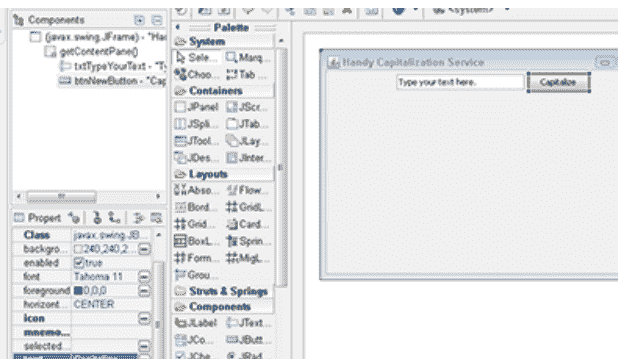 <System>
Components
(javax.swing.JFrame) - "Hac
getContentPane()
txtTypeYourText - "T
btnNewButton - "Cap
Propert
Class javax.swing.JB...
backgro... 240,240,2...
enabled true
font Tahoma 11
foreground 0,0,0
horizont... CENTER
icon
mnemo...
selected...
Palette
System
Sele... Marq...
Choo... Tab ...
Containers
JPanel JScr...
JSpli... JTab...
JTool... JLay...
JDes... JInter...
Layouts
Abso... Flow...
Bord... GridL...
Grid... Card...
BoxL... Sprin...
Form... MigL...
Grou...
Struts & Springs
Components
JLabel JText...
JCo... JButt...
JChe... JRad...
Handy Capitalization Service
Type your text here. Capitalize